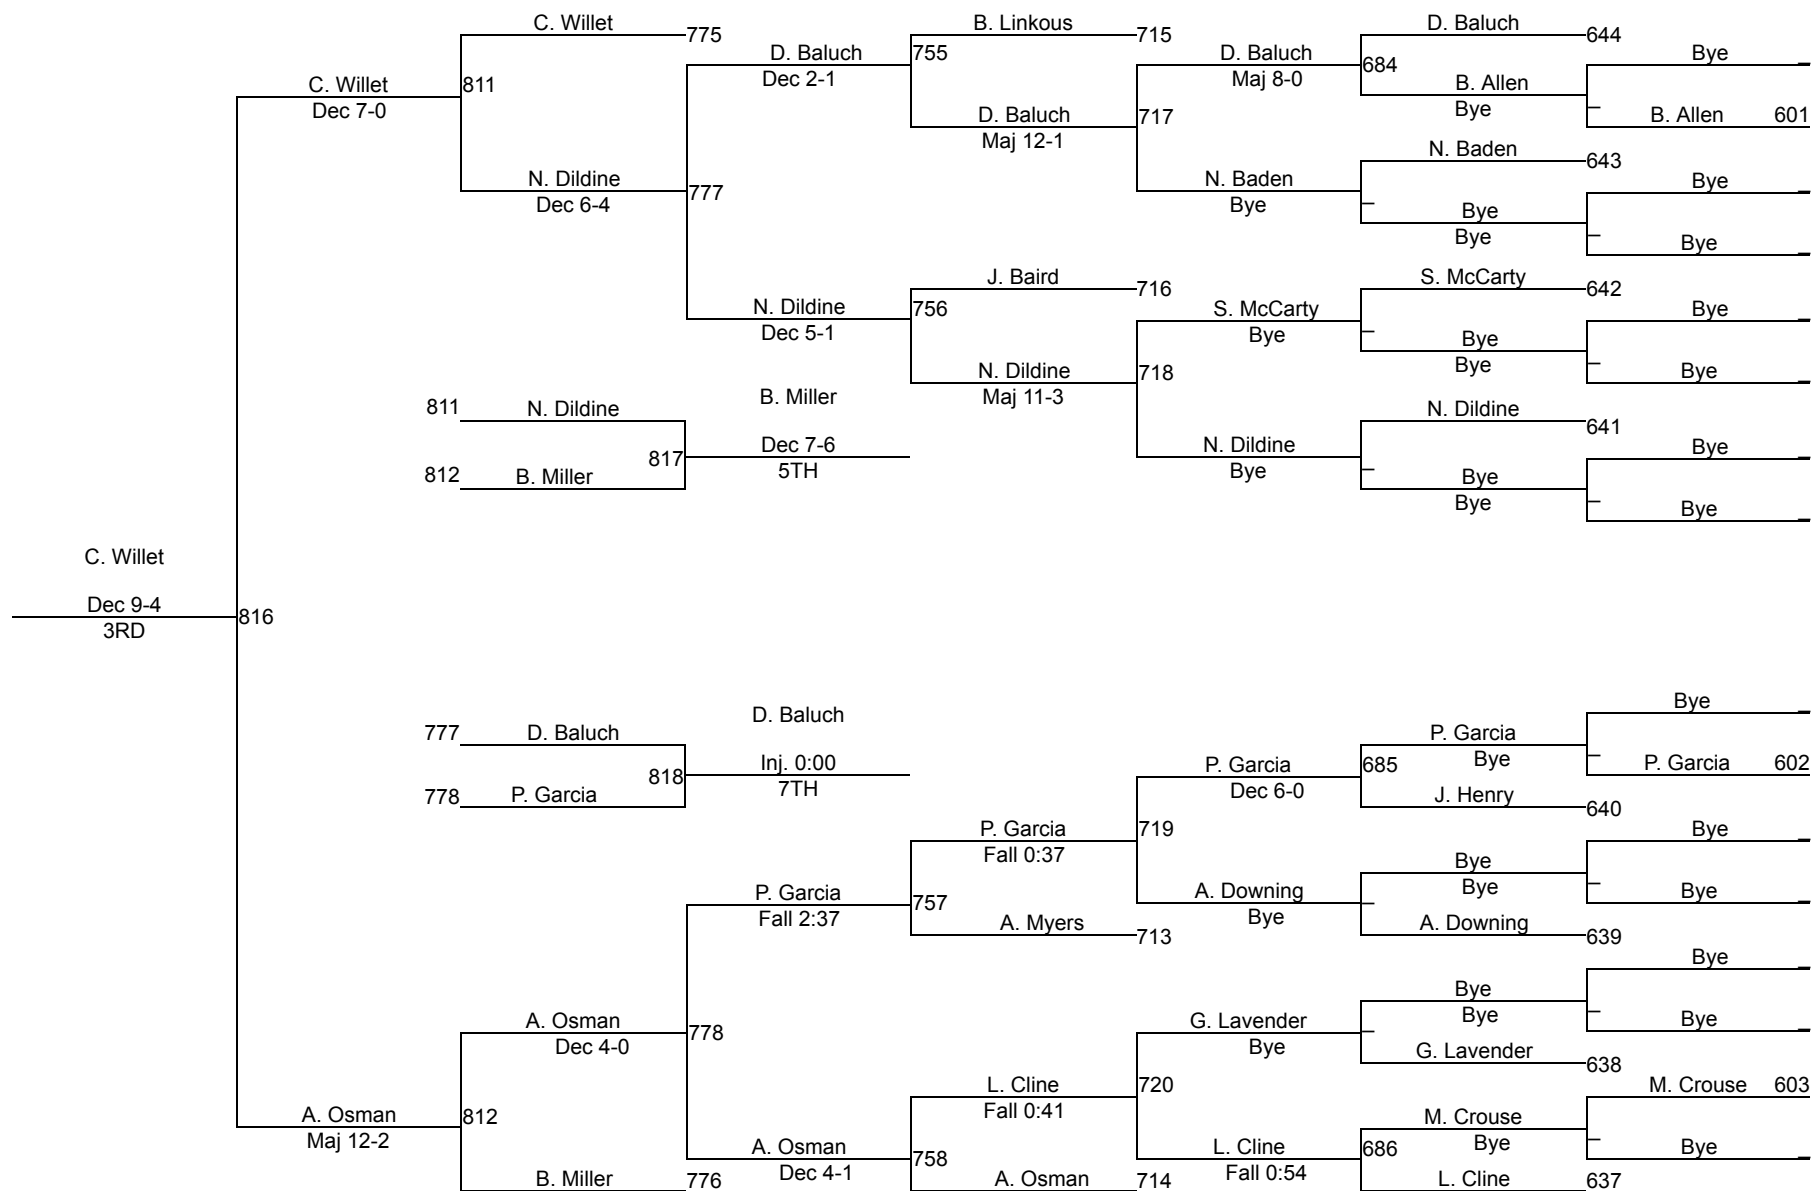 C. Willet
775
B. Linkous
715
D. Baluch
644
D. Baluch
Dec 2-1
755
D. Baluch
Maj 8-0
684
Bye
C. Willet
Dec 7-0
811
B. Allen
Bye
B. Allen 601
D. Baluch
Maj 12-1
717
N. Baden
643
N. Dildine
Dec 6-4
777
N. Baden
Bye
Bye
Bye
Bye
Bye
J. Baird
716
S. McCarty
642
N. Dildine
Dec 5-1
756
S. McCarty
Bye
Bye
Bye
Bye
N. Dildine
Maj 11-3
718
Bye
B. Miller
811
N. Dildine
N. Dildine
641
817
Dec 7-6
5TH
N. Dildine
Bye
Bye
812
B. Miller
Bye
Bye
Bye
C. Willet
Dec 9-4
3RD
816
Bye
D. Baluch
777
D. Baluch
P. Garcia
Bye
818
Inj. 0:00
7TH
P. Garcia
Dec 6-0
685
P. Garcia 602
778
P. Garcia
J. Henry
640
P. Garcia
Fall 0:37
719
Bye
Bye
Bye
P. Garcia
Fall 2:37
757
A. Downing
Bye
Bye
A. Myers
713
A. Downing
639
Bye
Bye
Bye
A. Osman
Dec 4-0
778
G. Lavender
Bye
Bye
G. Lavender
638
L. Cline
Fall 0:41
720
M. Crouse 603
A. Osman
Maj 12-2
812
M. Crouse
Bye
A. Osman
Dec 4-1
758
L. Cline
Fall 0:54
686
Bye
B. Miller
776
A. Osman
714
L. Cline
637